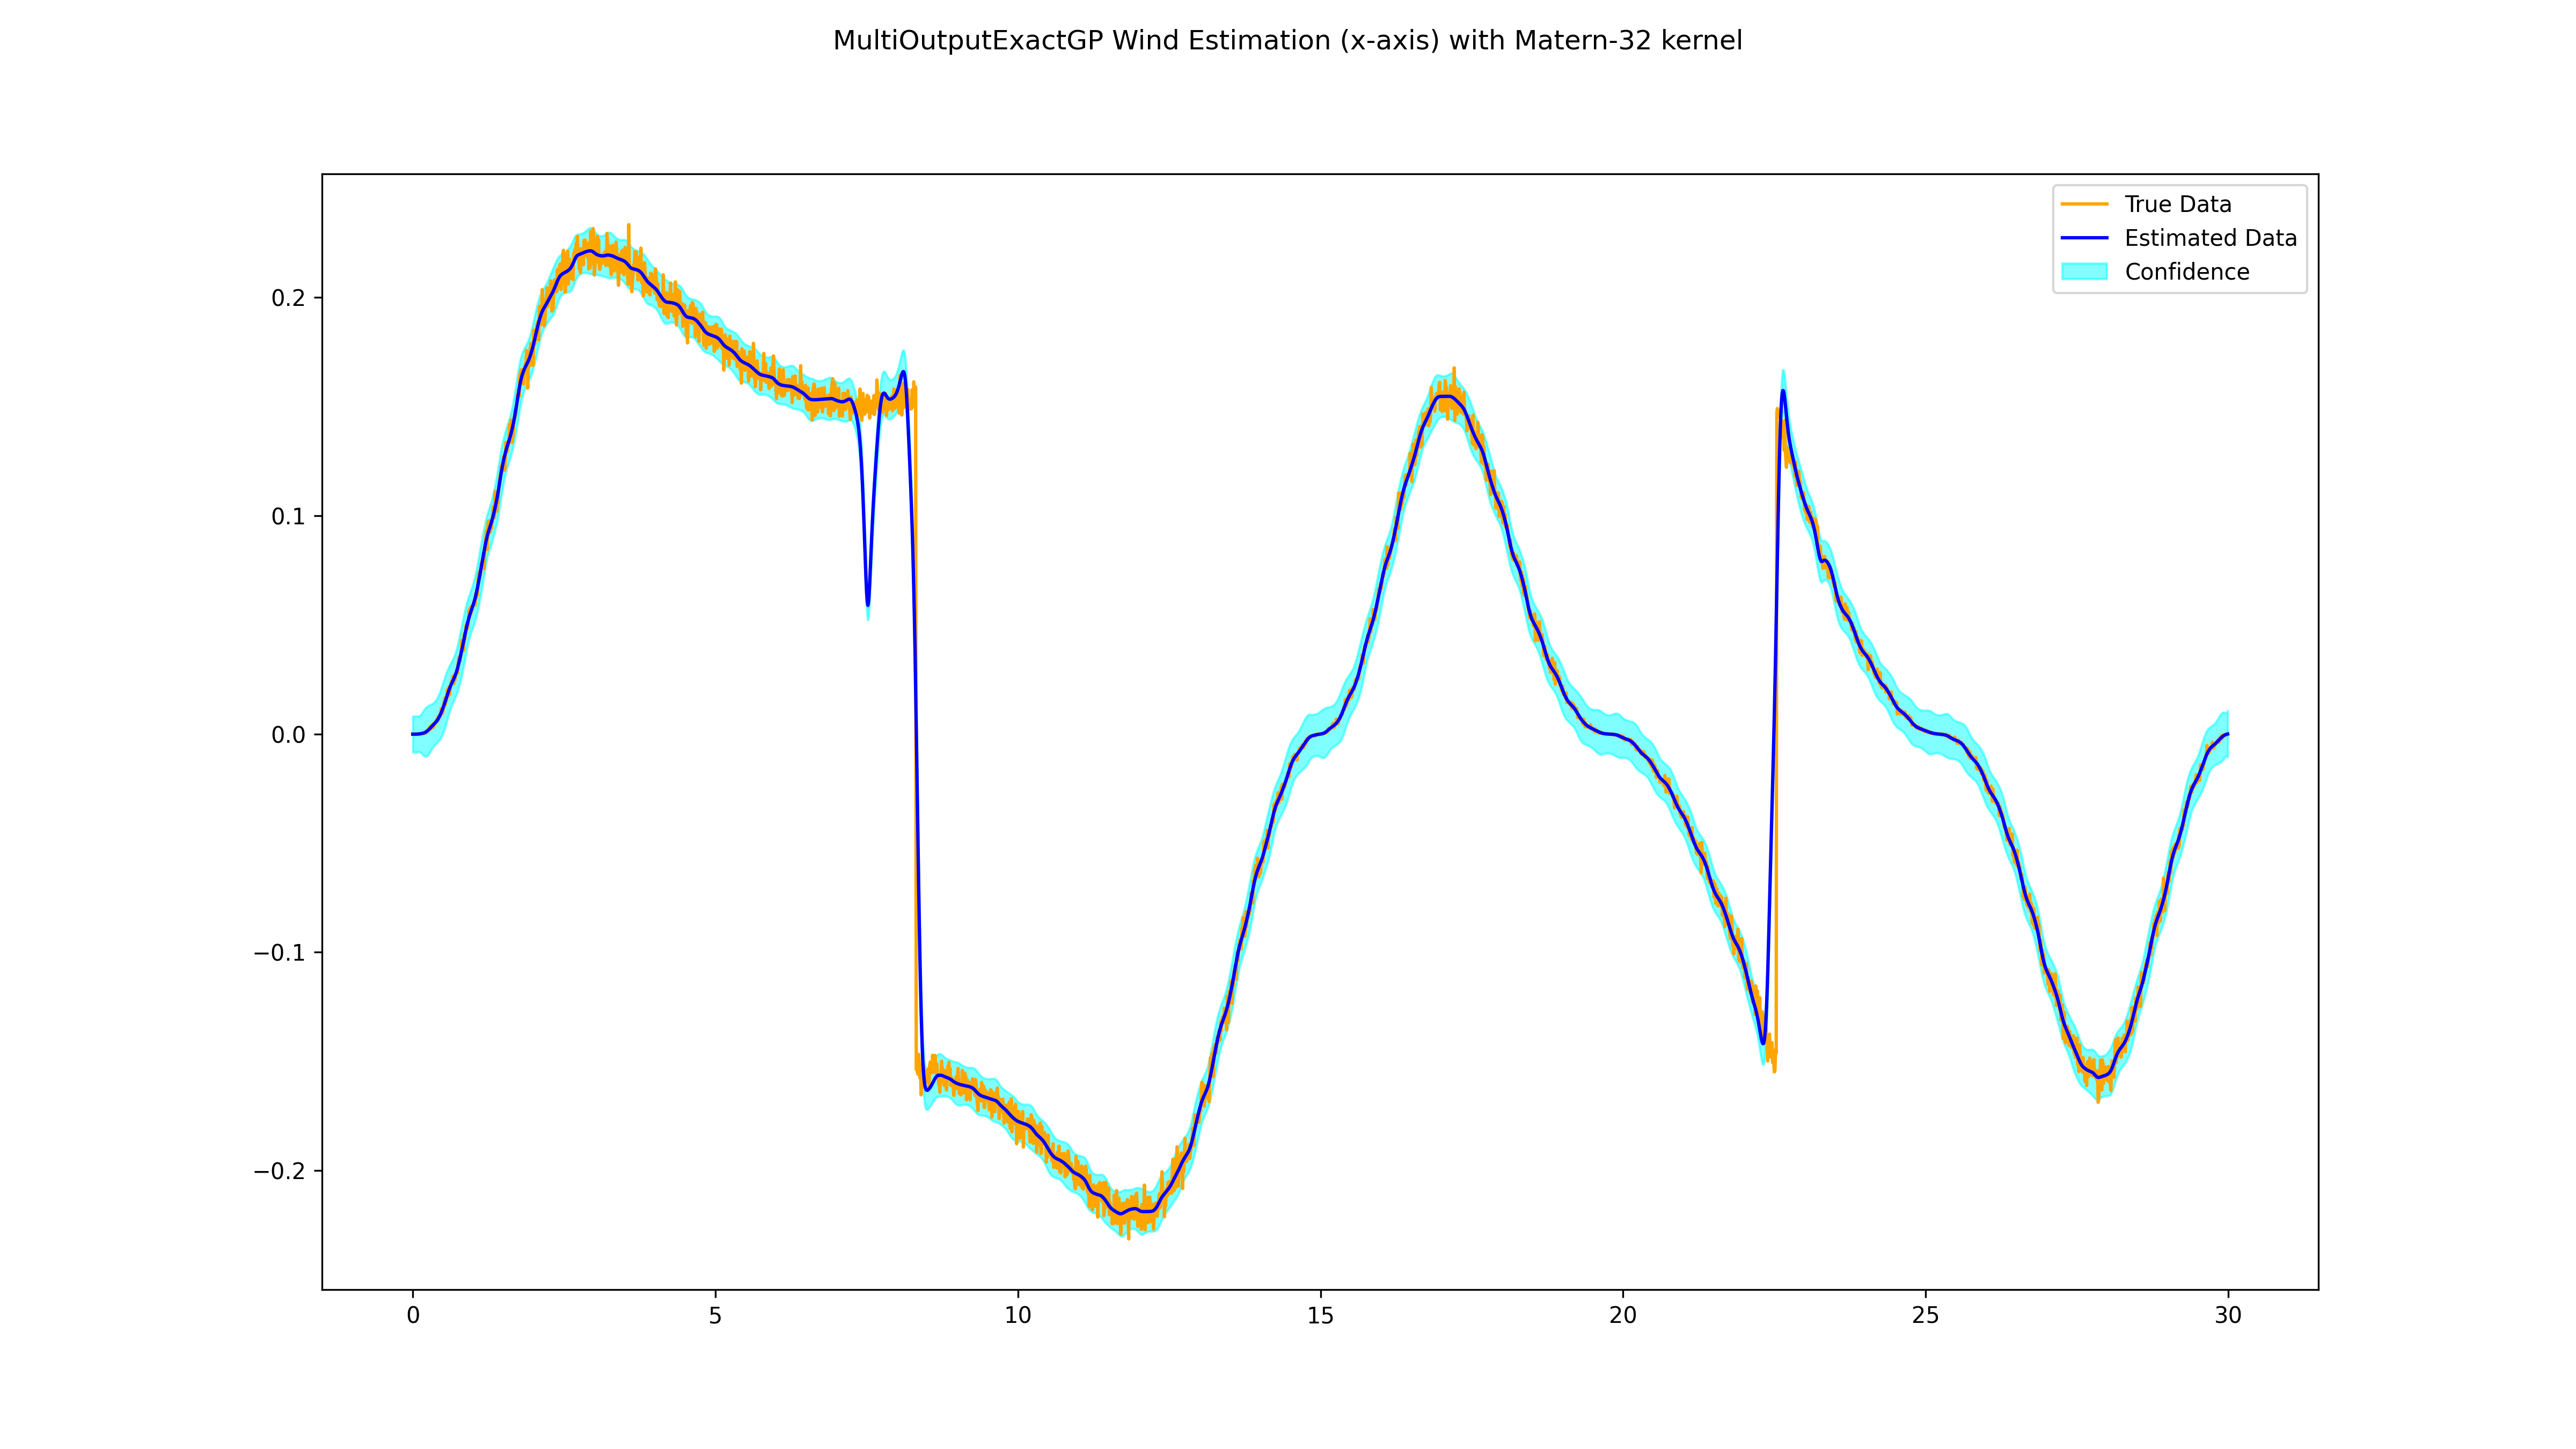 MultiOutputExactGP Wind Estimation (x-axis) with Matern-32 kernel
True Data
Estimated Data
Confidence
0.2
0.1
0.0
−0.1
−0.2
0 5 10 15 20 25 30